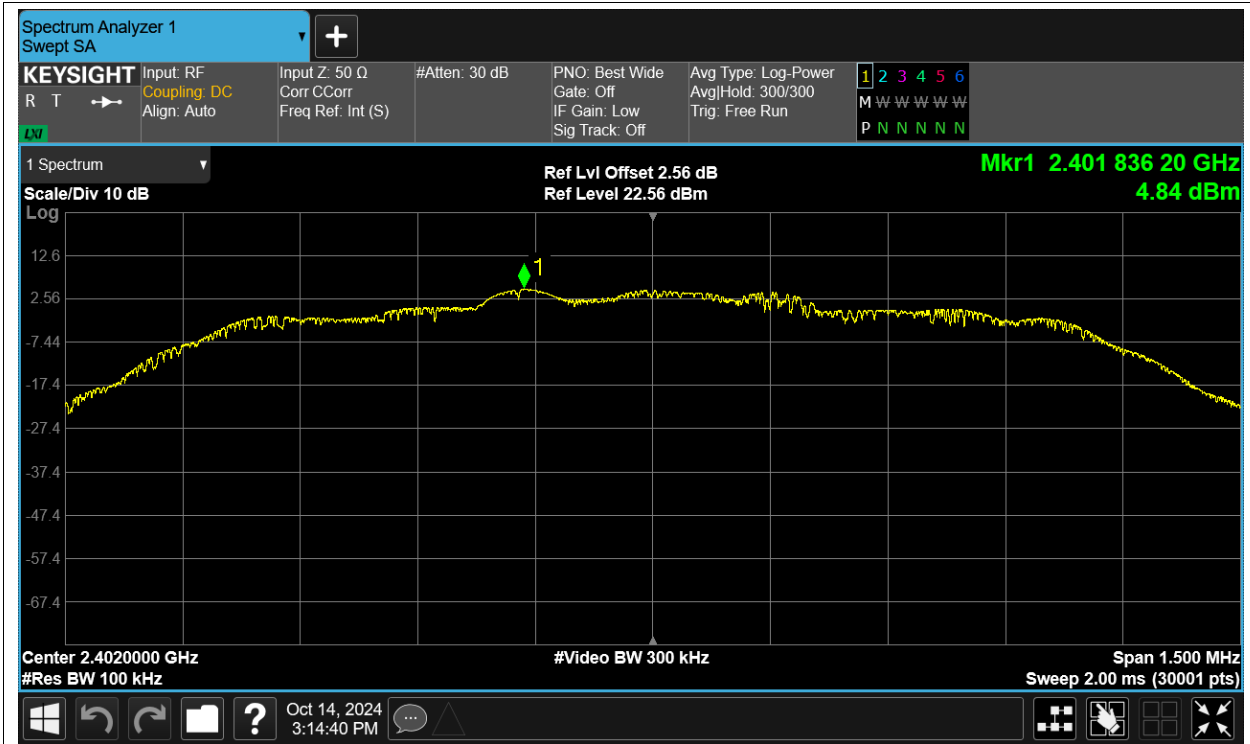 Spectrum Analyzer 1
Swept SA
KEYSIGHT
R T
LXI
Input: RF
Coupling: DC
Align: Auto
Input Z: 50 Ω
Corr CCorr
Freq Ref: Int (S)
#Atten: 30 dB
PNO: Best Wide
Gate: Off
IF Gain: Low
Sig Track: Off
Avg Type: Log-Power
Avg|Hold: 300/300
Trig: Free Run
1 2 3 4 5 6
M W W W W W
P N N N N N
1 Spectrum
Scale/Div 10 dB
Log
Ref Lvl Offset 2.56 dB
Ref Level 22.56 dBm
Mkr1 2.401 836 20 GHz
4.84 dBm
1
12.6
2.56
-7.44
-17.4
-27.4
-37.4
-47.4
-57.4
-67.4
Center 2.4020000 GHz
#Res BW 100 kHz
#Video BW 300 kHz
Span 1.500 MHz
Sweep 2.00 ms (30001 pts)
?
Oct 14, 2024
3:14:40 PM